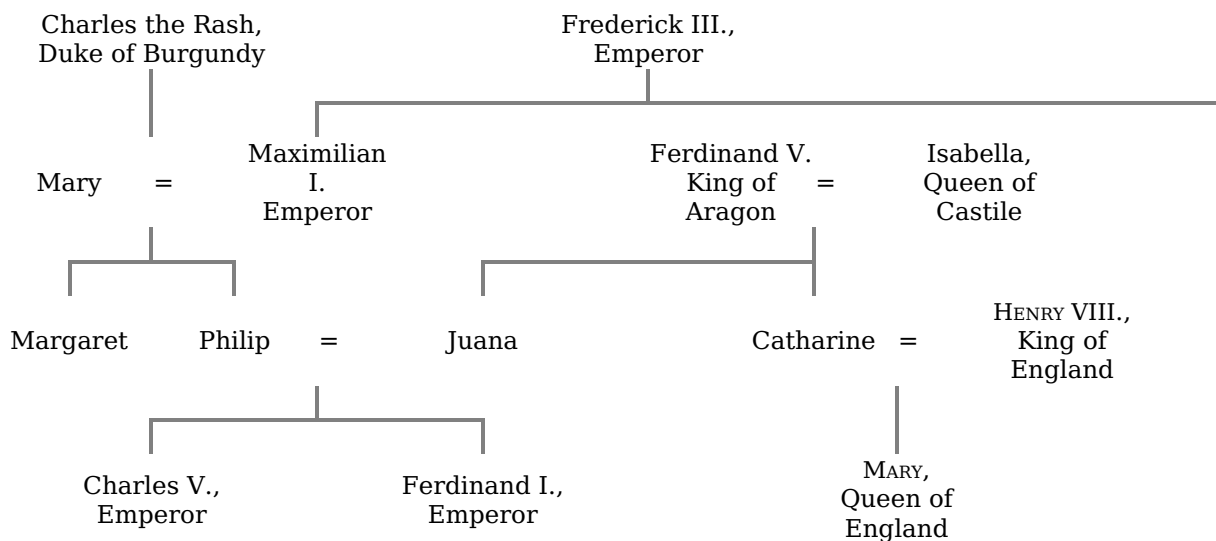 Charles the Rash,
Duke of Burgundy
Frederick III.,
Emperor
Mary
=
Maximilian
I.
Emperor
Ferdinand V.
King of
Aragon
=
Isabella,
Queen of
Castile
Margaret
Philip
=
Juana
Catharine
=
HENRY VIII.,
King of
England
Charles V.,
Emperor
Ferdinand I.,
Emperor
MARY,
Queen of
England